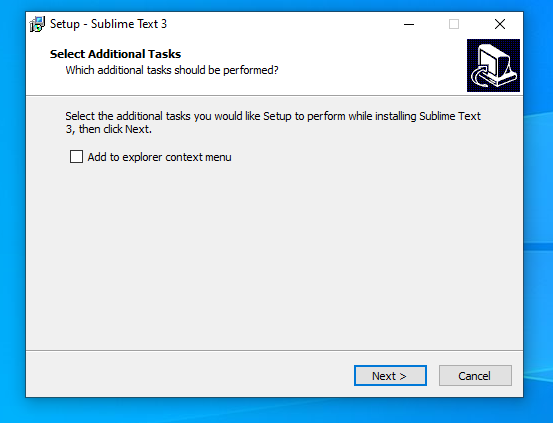 Setup - Sublime Text 3
Select Additional Tasks
Which additional tasks should be performed?
Select the additional tasks you would like Setup to perform while installing Sublime Text
3, then click Next.
Add to explorer context menu
Next >
Cancel